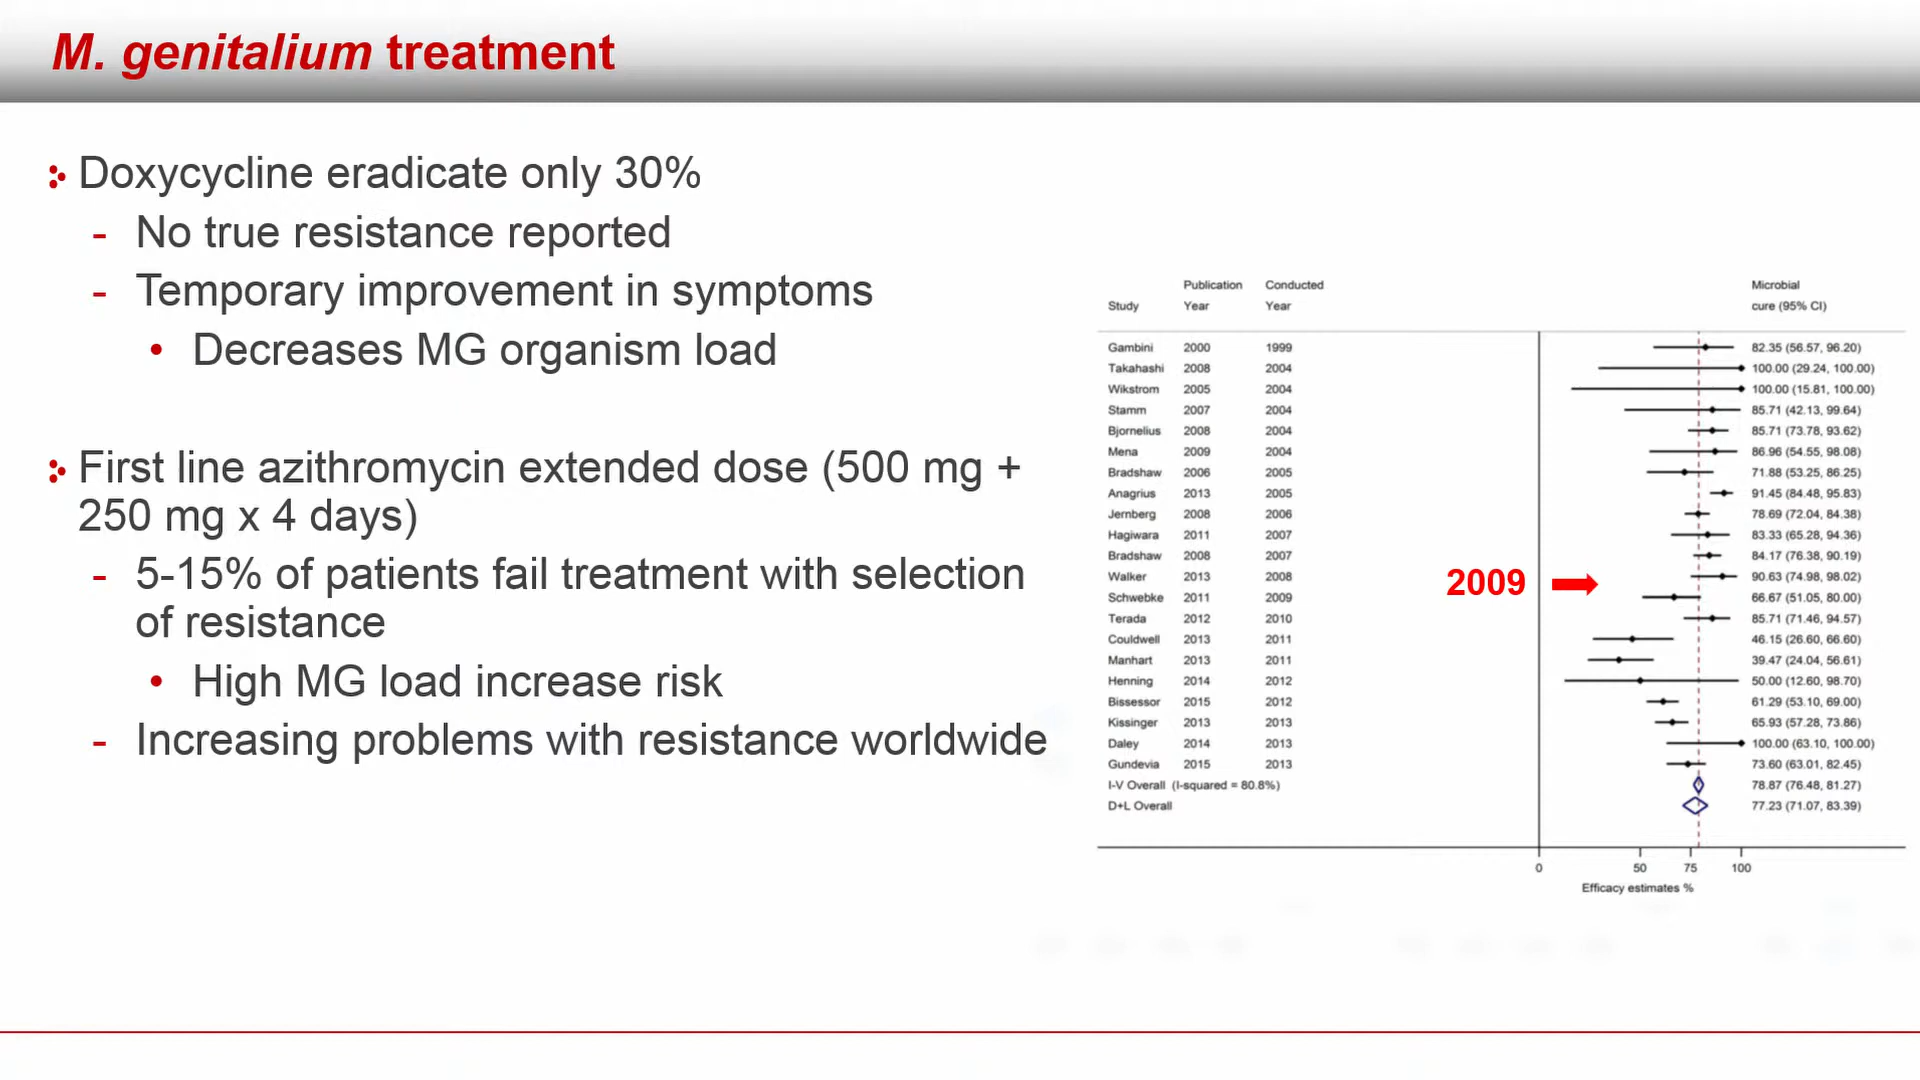 M. genitalium treatment
Doxycycline eradicate only 30%
- No true resistance reported
- Temporary improvement in symptoms
• Decreases MG organism load
First line azithromycin extended dose (500 mg +
250 mg x 4 days)
- 5-15% of patients fail treatment with selection
of resistance
• High MG load increase risk
- Increasing problems with resistance worldwide
Publication Conducted Microbial
Study Year Year cure (95% CI)
Gambini 2000 1999 82.35 (56.57, 96.20)
Takahashi 2008 2004 100.00 (29.24, 100.00)
Wikstrom 2005 2004 100.00 (15.81, 100.00)
Stamm 2007 2004 85.71 (42.13, 99.64)
Bjornelius 2008 2004 85.71 (73.78, 93.62)
Mena 2009 2004 86.96 (54.55, 98.08)
Bradshaw 2006 2005 71.88 (53.25, 86.25)
Anagrius 2013 2005 91.45 (84.48, 95.83)
Jernberg 2008 2006 78.69 (72.04, 84.38)
Hagiwara 2011 2007 83.33 (65.28, 94.36)
Bradshaw 2008 2007 84.17 (76.38, 90.19)
Walker 2013 2008 90.63 (74.98, 98.02)
2009
Schwebke 2011 2009 66.67 (51.05, 80.00)
Terada 2012 2010 85.71 (71.46, 94.57)
Couldwell 2013 2011 46.15 (26.60, 66.60)
Manhart 2013 2011 39.47 (24.04, 56.61)
Henning 2014 2012 50.00 (12.60, 98.70)
Bissessor 2015 2012 61.29 (53.10, 69.00)
Kissinger 2013 2013 65.93 (57.28, 73.86)
Daley 2014 2013 100.00 (63.10, 100.00)
Gundevia 2015 2013 73.60 (63.01, 82.45)
I-V Overall (I-squared = 80.8%) 78.87 (76.48, 81.27)
D+L Overall 77.23 (71.07, 83.39)
0 50 75 100
Efficacy estimates %